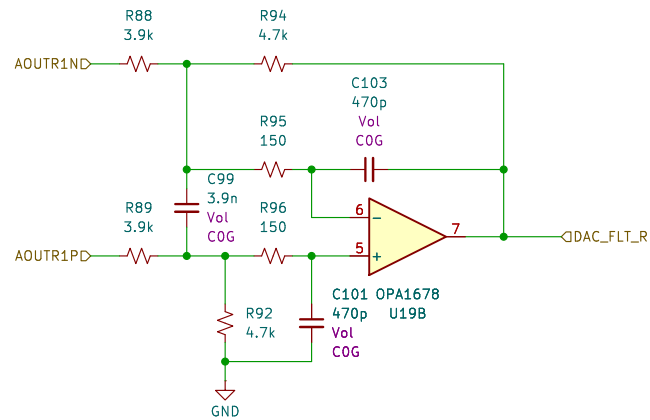 R88
3.9k
R94
4.7k
AOUTR1N
C103
470p
Vol
C0G
R95
150
C99
3.9n
Vol
C0G
R89
3.9k
R96
150
6
7
5
DAC_FLT_R
AOUTR1P
C101 OPA1678
470p U19B
Vol
C0G
R92
4.7k
GND